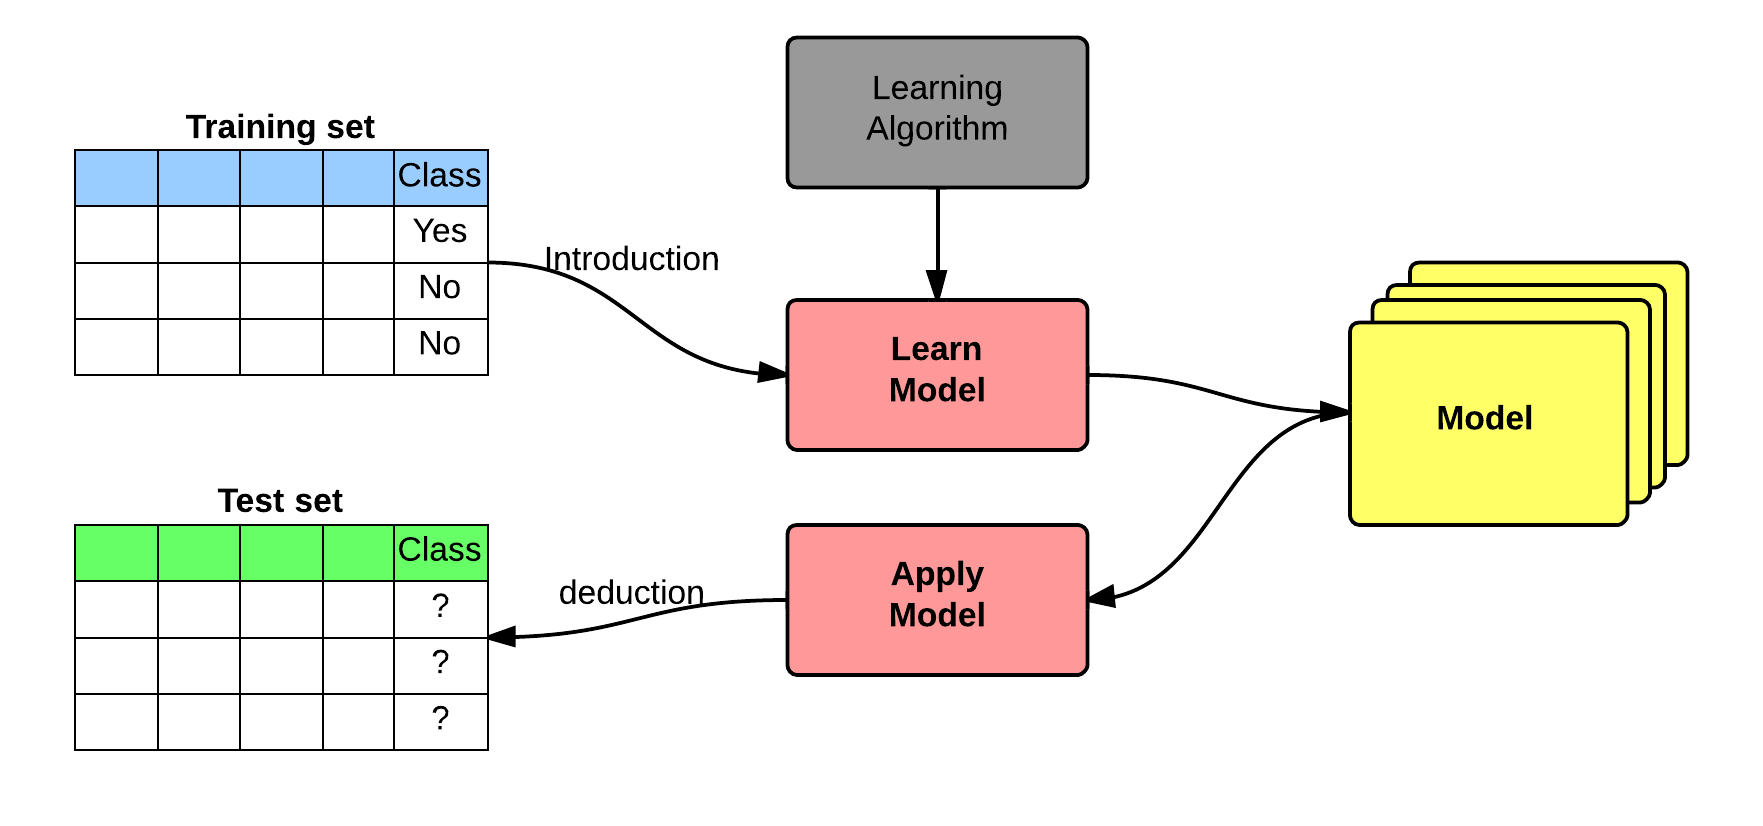 Learning
Algorithm
Training set
Class
Yes
No
No
Introduction
Learn
Model
Model
Test set
Class
?
?
?
deduction
Apply
Model